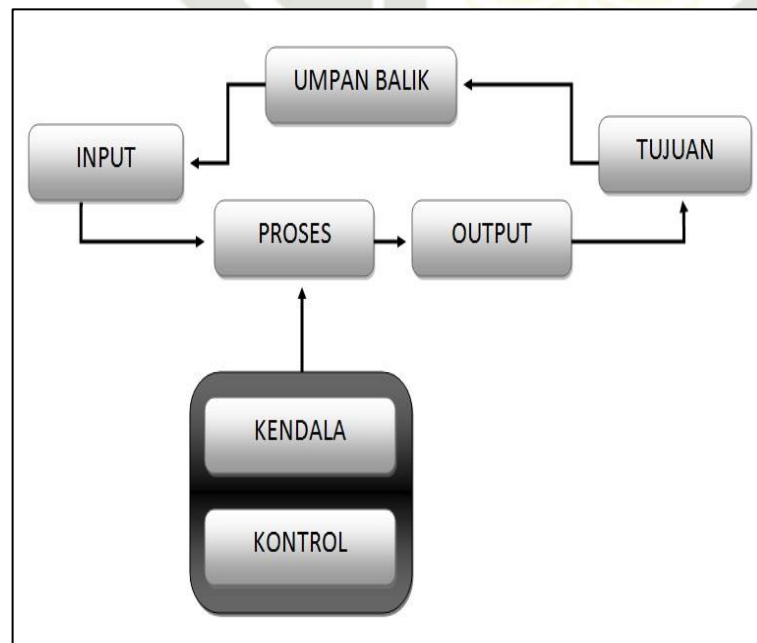 UMPAN BALIK
INPUT
TUJUAN
PROSES
OUTPUT
KENDALA
KONTROL